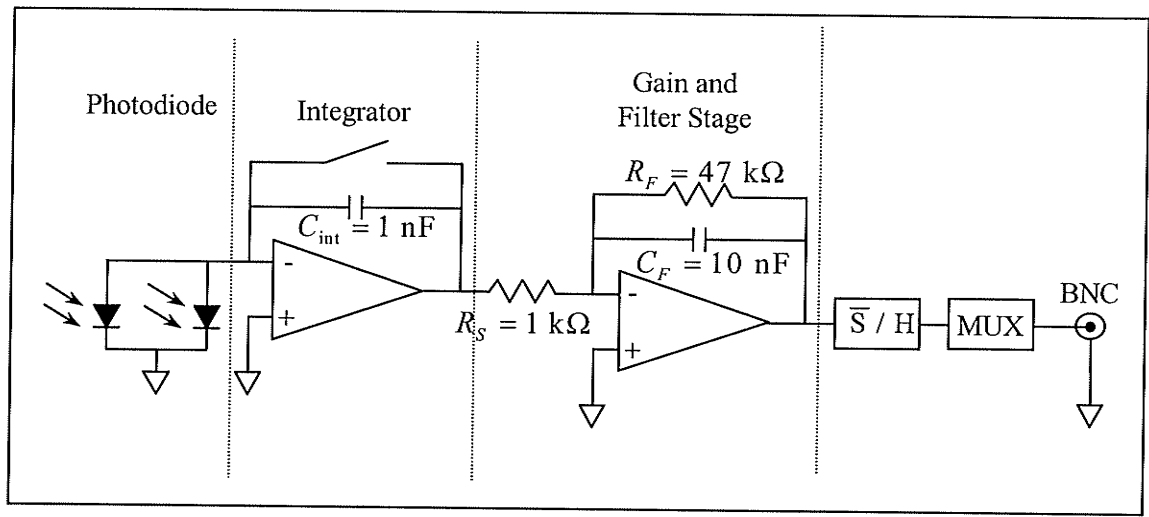 Photodiode
Integrator
Gain and
Filter Stage
R_F = 47 kΩ
C_int = 1 nF
C_F = 10 nF
-
+
R_S = 1 kΩ
-
+
S̅ / H
MUX
BNC